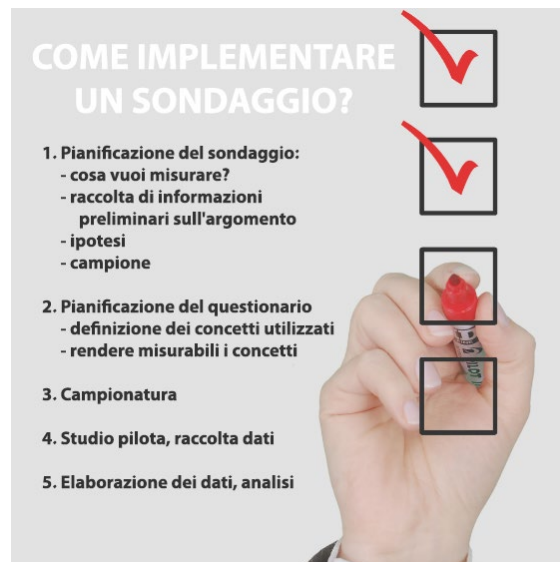 COME IMPLEMENTARE
UN SONDAGGIO?
1. Pianificazione del sondaggio:
- cosa vuoi misurare?
- raccolta di informazioni
preliminari sull'argomento
- ipotesi
- campione
2. Pianificazione del questionario
- definizione dei concetti utilizzati
- rendere misurabili i concetti
3. Campionatura
4. Studio pilota, raccolta dati
5. Elaborazione dei dati, analisi